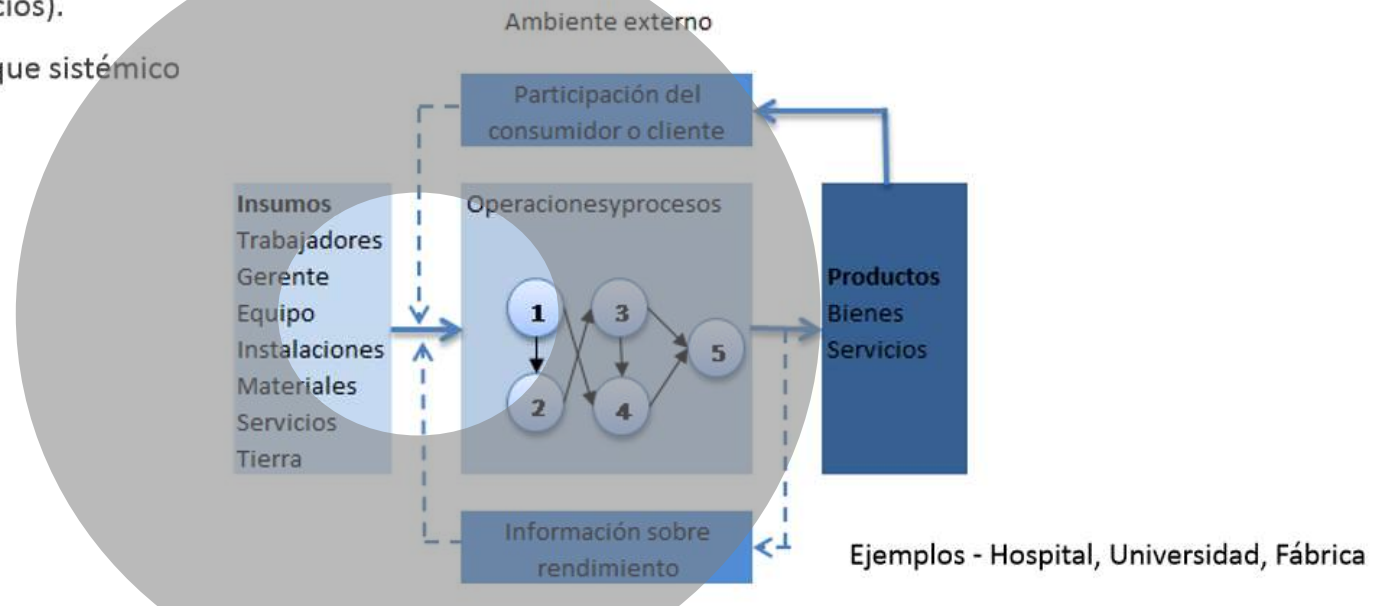 cios).
que sistémico
Ambiente externo
Participación del
consumidor o cliente
Insumos
Trabajadores
Gerente
Equipo
Instalaciones
Materiales
Servicios
Tierra
Operacionesyprocesos
1
2
3
4
5
Productos
Bienes
Servicios
Información sobre
rendimiento
Ejemplos - Hospital, Universidad, Fábrica